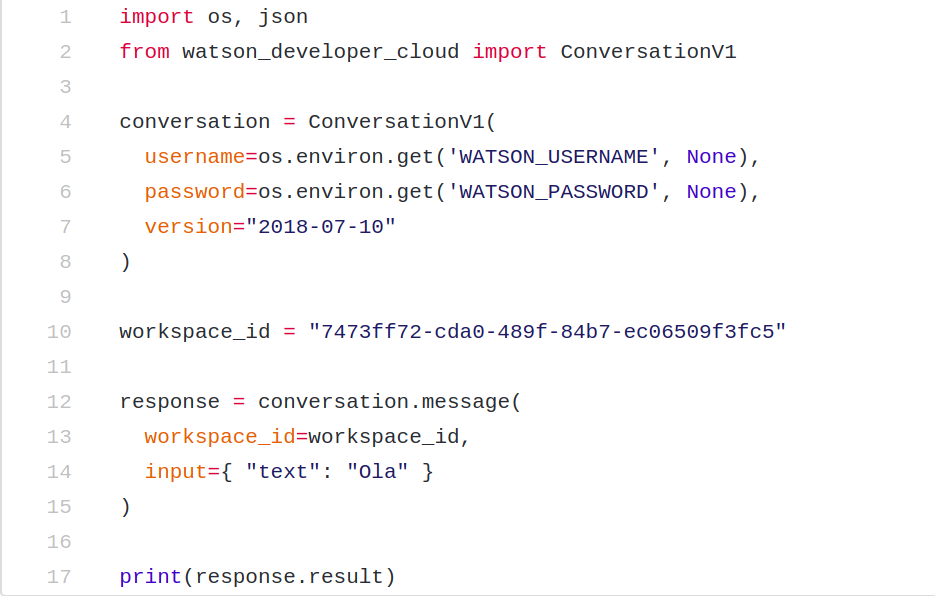 1 import os, json
2 from watson_developer_cloud import ConversationV1
3
4 conversation = ConversationV1(
5   username=os.environ.get('WATSON_USERNAME', None),
6   password=os.environ.get('WATSON_PASSWORD', None),
7   version="2018-07-10"
8 )
9
10 workspace_id = "7473ff72-cda0-489f-84b7-ec06509f3fc5"
11
12 response = conversation.message(
13   workspace_id=workspace_id,
14   input={ "text": "Ola" }
15 )
16
17 print(response.result)